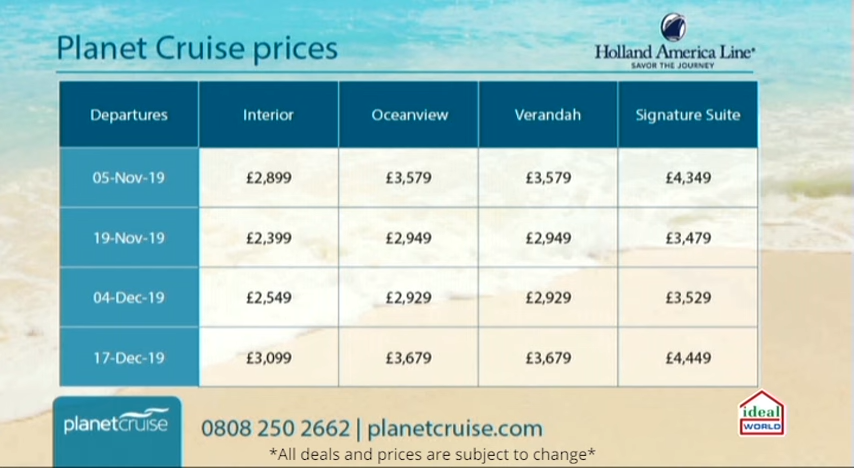 Planet Cruise prices
Holland America Line®
SAVOR THE JOURNEY
Departures Interior Oceanview Verandah Signature Suite
05-Nov-19 £2,899 £3,579 £3,579 £4,349
19-Nov-19 £2,399 £2,949 £2,949 £3,479
04-Dec-19 £2,549 £2,929 £2,929 £3,529
17-Dec-19 £3,099 £3,679 £3,679 £4,449
planetcruise
0808 250 2662 | planetcruise.com
ideal
WORLD
*All deals and prices are subject to change*